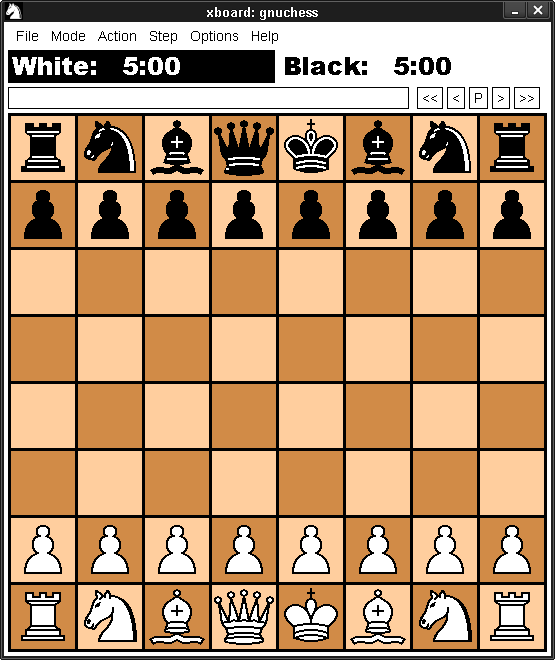 xboard: gnuchess
File Mode Action Step Options Help
White: 5:00 Black: 5:00
<< < P > >>